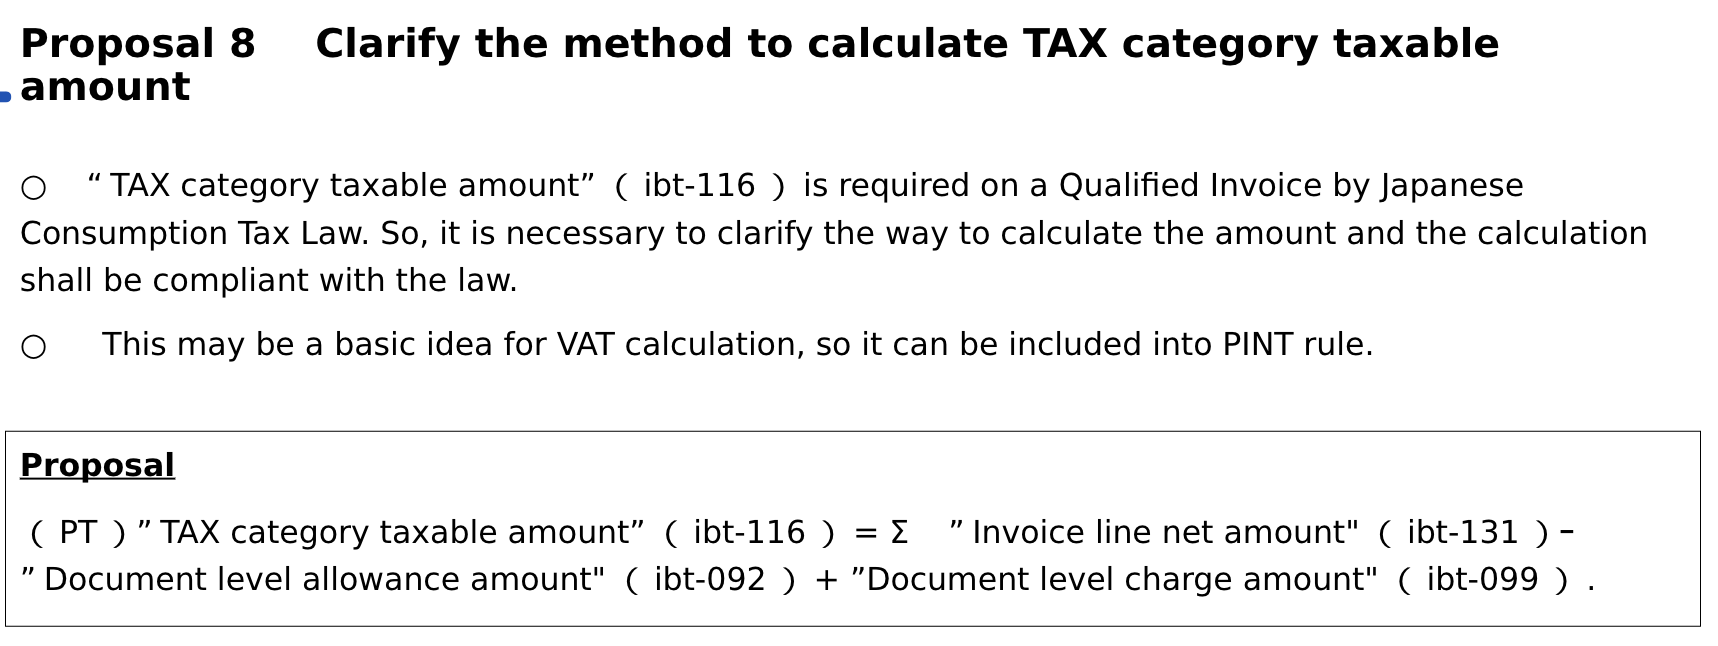 Proposal 8　Clarify the method to calculate TAX category taxable
amount
○　“ TAX category taxable amount” （ ibt-116 ） is required on a Qualified Invoice by Japanese
Consumption Tax Law. So, it is necessary to clarify the way to calculate the amount and the calculation
shall be compliant with the law.
○　 This may be a basic idea for VAT calculation, so it can be included into PINT rule.
Proposal
（ PT ） ” TAX category taxable amount” （ ibt-116 ） = Σ　” Invoice line net amount" （ ibt-131 ） –
” Document level allowance amount" （ ibt-092 ） + ”Document level charge amount" （ ibt-099 ） .